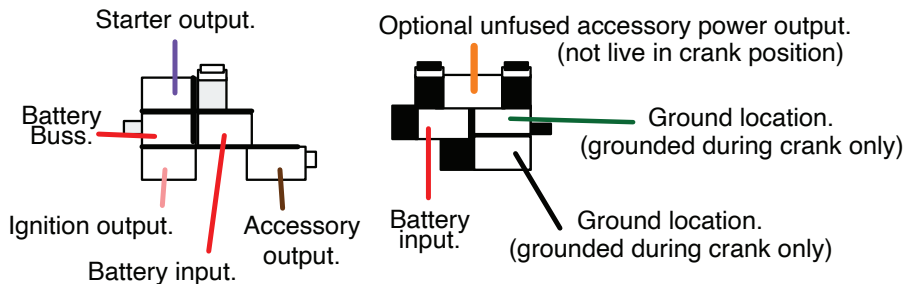 Starter output.
Battery
Buss.
Ignition output.
Battery input.
Accessory
output.
Optional unfused accessory power output.
(not live in crank position)
Ground location.
(grounded during crank only)
Battery
input.
Ground location.
(grounded during crank only)